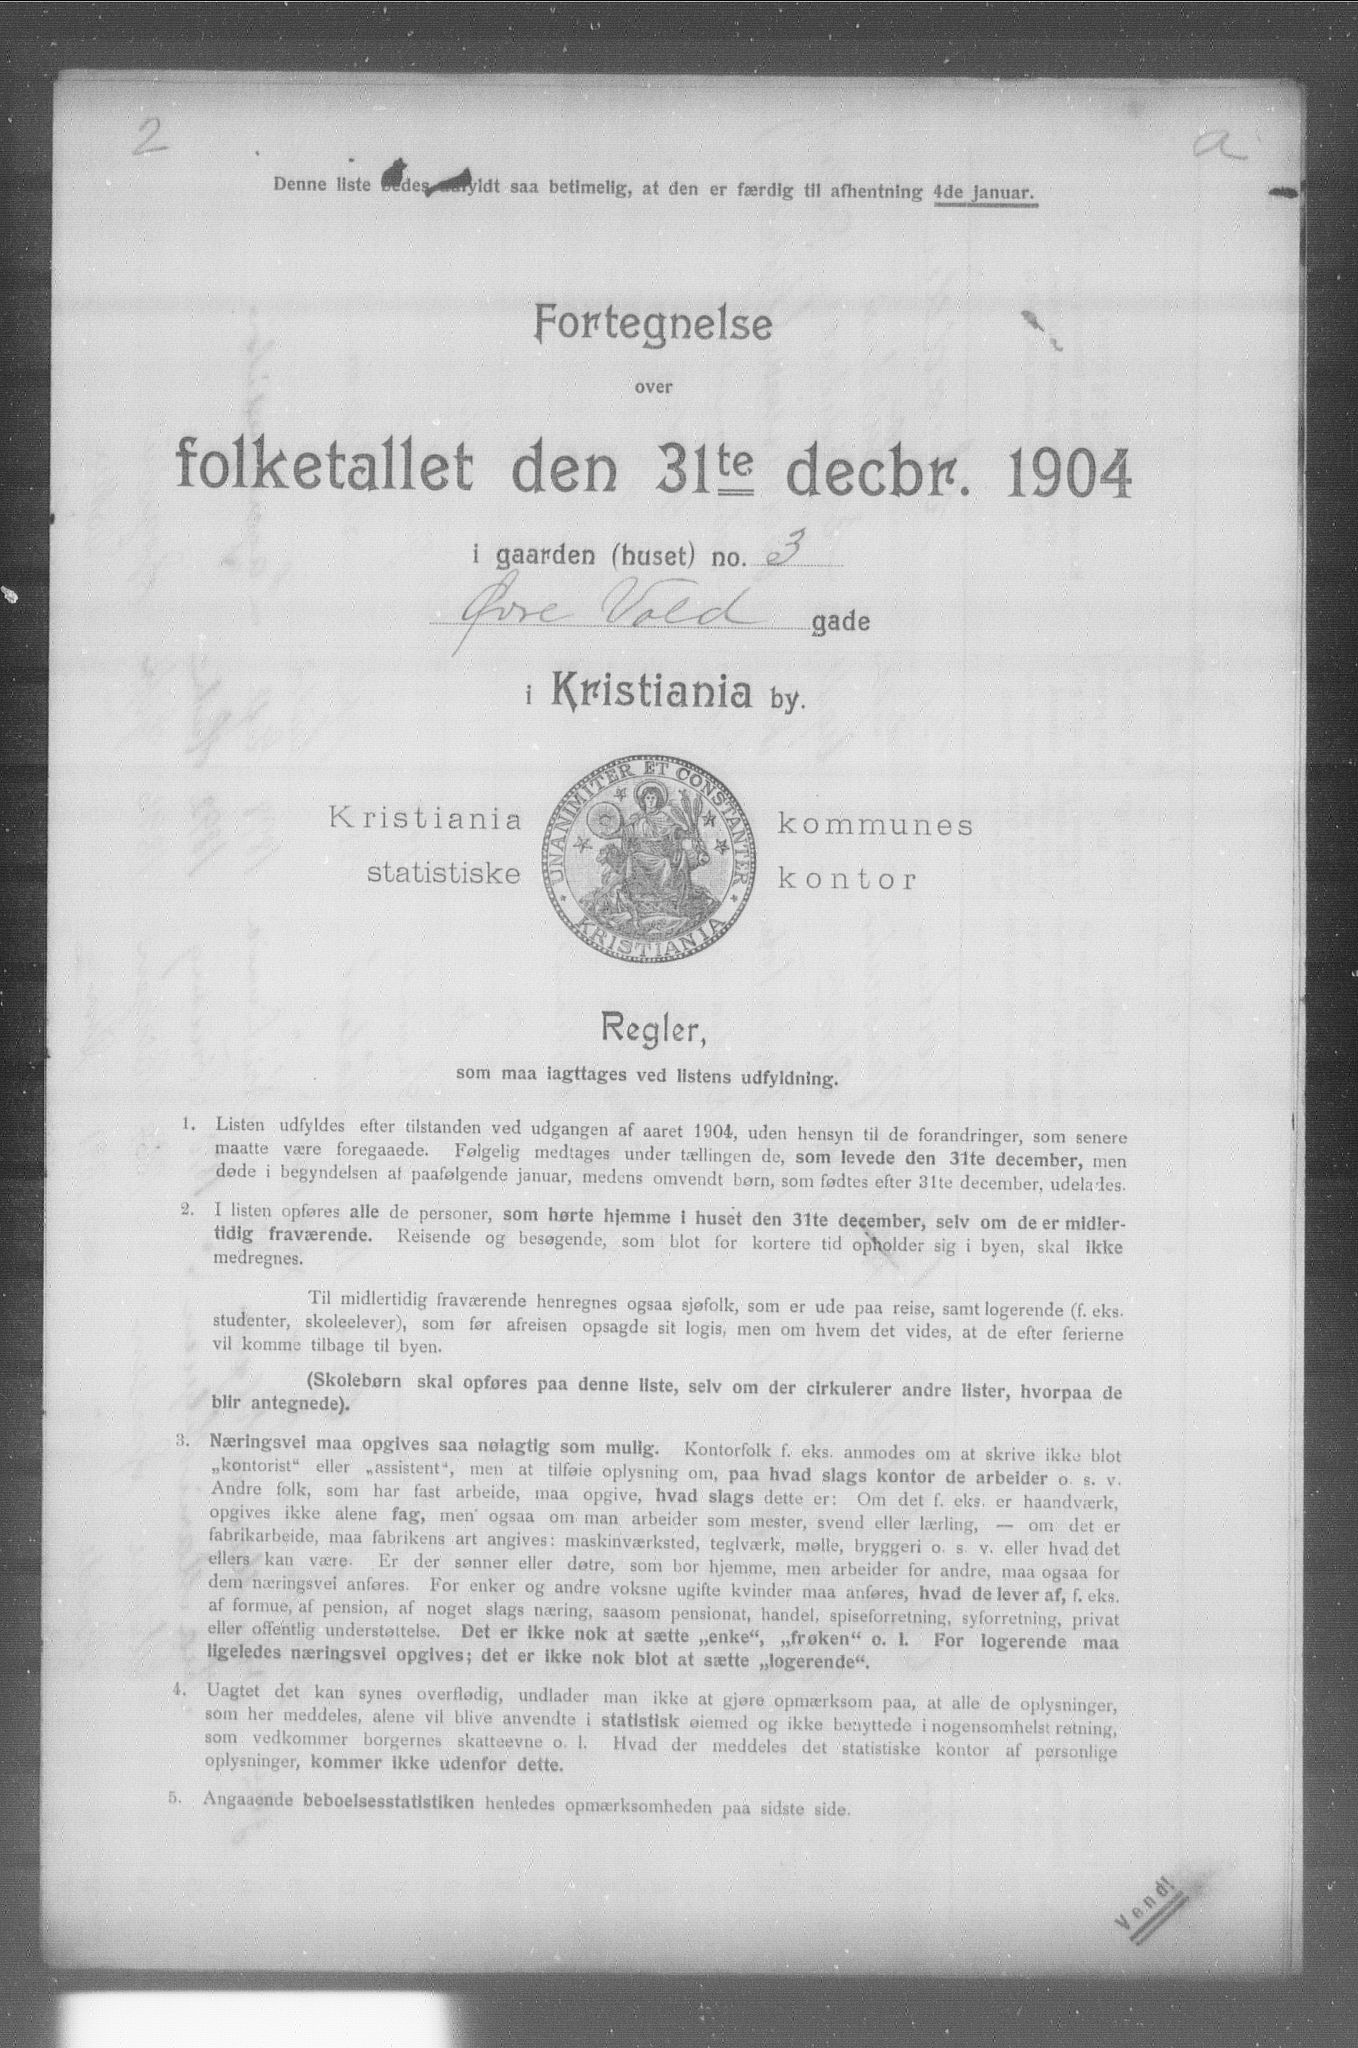 2
a
Denne liste bedes udfyldt saa betimelig, at den er færdig til afhentning 4de januar.
Fortegnelse
over
folketallet den 31te decbr. 1904
i gaarden (huset) no. 3
Øvre Vold gade
i Kristiania by.
UNANIMITER ET CONSTANTER
KRISTIANIA
Kristiania kommunes
statistiske kontor
Regler,
som maa iagttages ved listens udfyldning.
1. Listen udfyldes efter tilstanden ved udgangen af aaret 1904, uden hensyn til de forandringer, som senere
maatte være foregaaede. Følgelig medtages under tællingen de, som levede den 31te december, men
døde i begyndelsen af paafølgende januar, medens omvendt børn, som fødtes efter 31te december, udelades.
2. I listen opføres alle de personer, som hørte hjemme i huset den 31te december, selv om de er midler-
tidig fraværende. Reisende og besøgende, som blot for kortere tid opholder sig i byen, skal ikke
medregnes.
Til midlertidig fraværende henregnes ogsaa sjøfolk, som er ude paa reise, samt logerende (f. eks.
studenter, skoleelever), som før afreisen opsagde sit logis, men om hvem det vides, at de efter ferierne
vil komme tilbage til byen.
(Skolebørn skal opføres paa denne liste, selv om der cirkulerer andre lister, hvorpaa de
blir antegnede).
3. Næringsvei maa opgives saa nøiagtig som mulig. Kontorfolk f. eks. anmodes om at skrive ikke blot
„kontorist“ eller „assistent“, men at tilføie oplysning om, paa hvad slags kontor de arbeider o. s. v.
Andre folk, som har fast arbeide, maa opgive, hvad slags dette er: Om det f. eks. er haandværk,
opgives ikke alene fag, men ogsaa om man arbeider som mester, svend eller lærling, — om det er
fabrikarbeide, maa fabrikens art angives: maskinværksted, teglværk, mølle, bryggeri o. s. v. eller hvad det
ellers kan være. Er der sønner eller døtre, som bor hjemme, men arbeider for andre, maa ogsaa for
dem næringsvei anføres. For enker og andre voksne ugifte kvinder maa anføres, hvad de lever af, f. eks.
af formue, af pension, af noget slags næring, saasom pensionat, handel, spiseforretning, syforretning, privat
eller offentlig understøttelse. Det er ikke nok at sætte „enke“, „frøken“ o. l. For logerende maa
ligeledes næringsvei opgives; det er ikke nok blot at sætte „logerende“.
4. Uagtet det kan synes overflødig, undlader man ikke at gjøre opmærksom paa, at alle de oplysninger,
som her meddeles, alene vil blive anvendte i statistisk øiemed og ikke benyttede i nogensomhelst retning,
som vedkommer borgernes skatteevne o. l. Hvad der meddeles det statistiske kontor af personlige
oplysninger, kommer ikke udenfor dette.
5. Angaaende beboelsesstatistiken henledes opmærksomheden paa sidste side.
Vend!